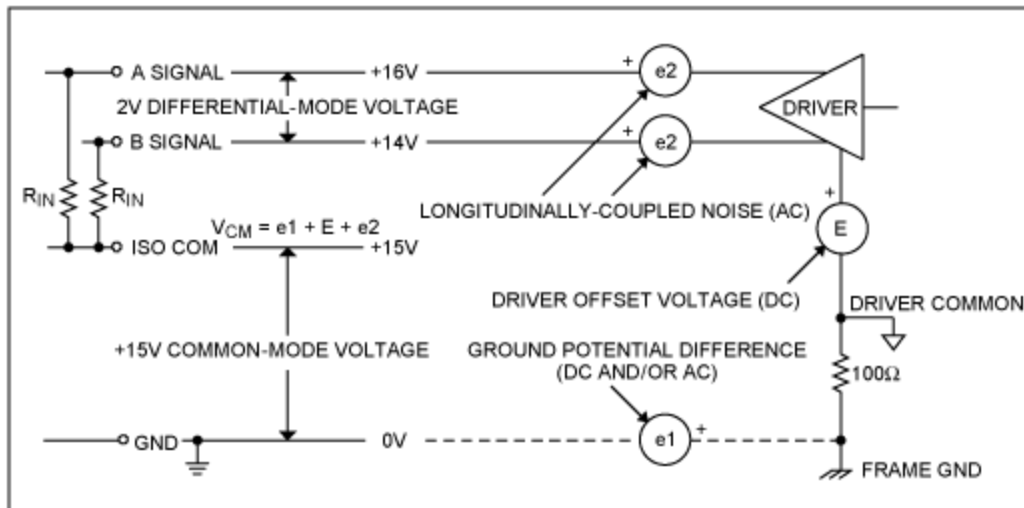 A SIGNAL
+16V
+
e2
2V DIFFERENTIAL-MODE VOLTAGE
DRIVER
B SIGNAL
+14V
+
e2
RIN
RIN
LONGITUDINALLY-COUPLED NOISE (AC)
+
E
VCM = e1 + E + e2
ISO COM
+15V
DRIVER OFFSET VOLTAGE (DC)
DRIVER COMMON
+15V COMMON-MODE VOLTAGE
GROUND POTENTIAL DIFFERENCE
(DC AND/OR AC)
100Ω
GND
0V
e1
+
FRAME GND